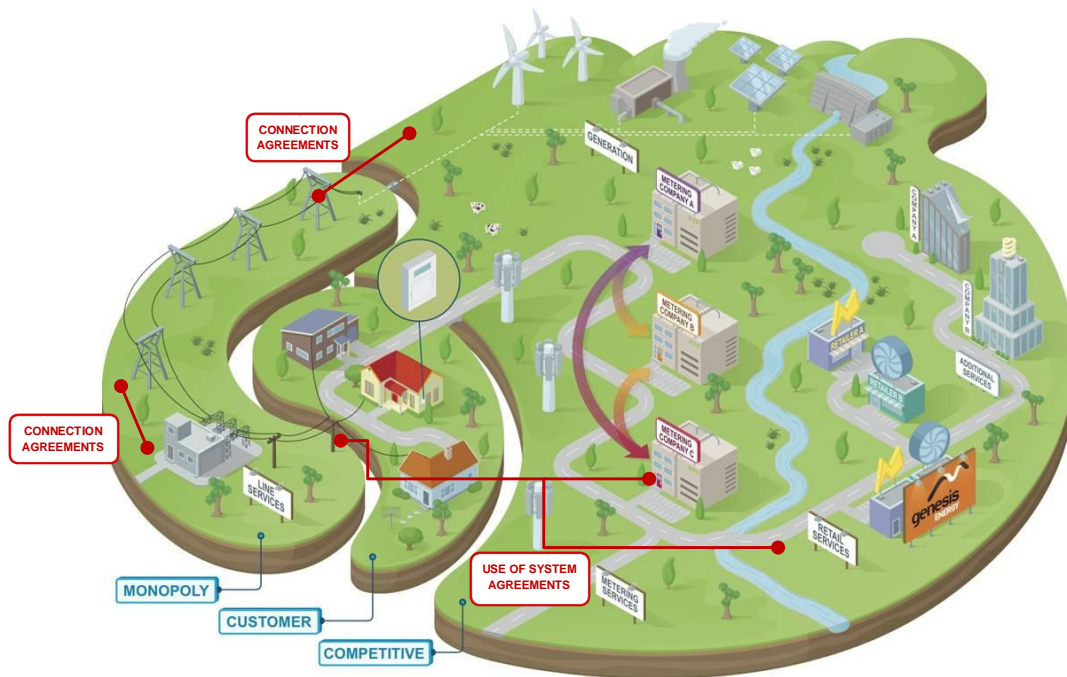 CONNECTION
AGREEMENTS
GENERATION
METERING
COMPANY A
COMPANY A
METERING
COMPANY B
COMPANY B
RETAILER A
RETAILER B
ADDITIONAL
SERVICES
CONNECTION
AGREEMENTS
METERING
COMPANY C
LINE
SERVICES
genesis
ENERGY
RETAIL
SERVICES
USE OF SYSTEM
AGREEMENTS
METERING
SERVICES
MONOPOLY
CUSTOMER
COMPETITIVE